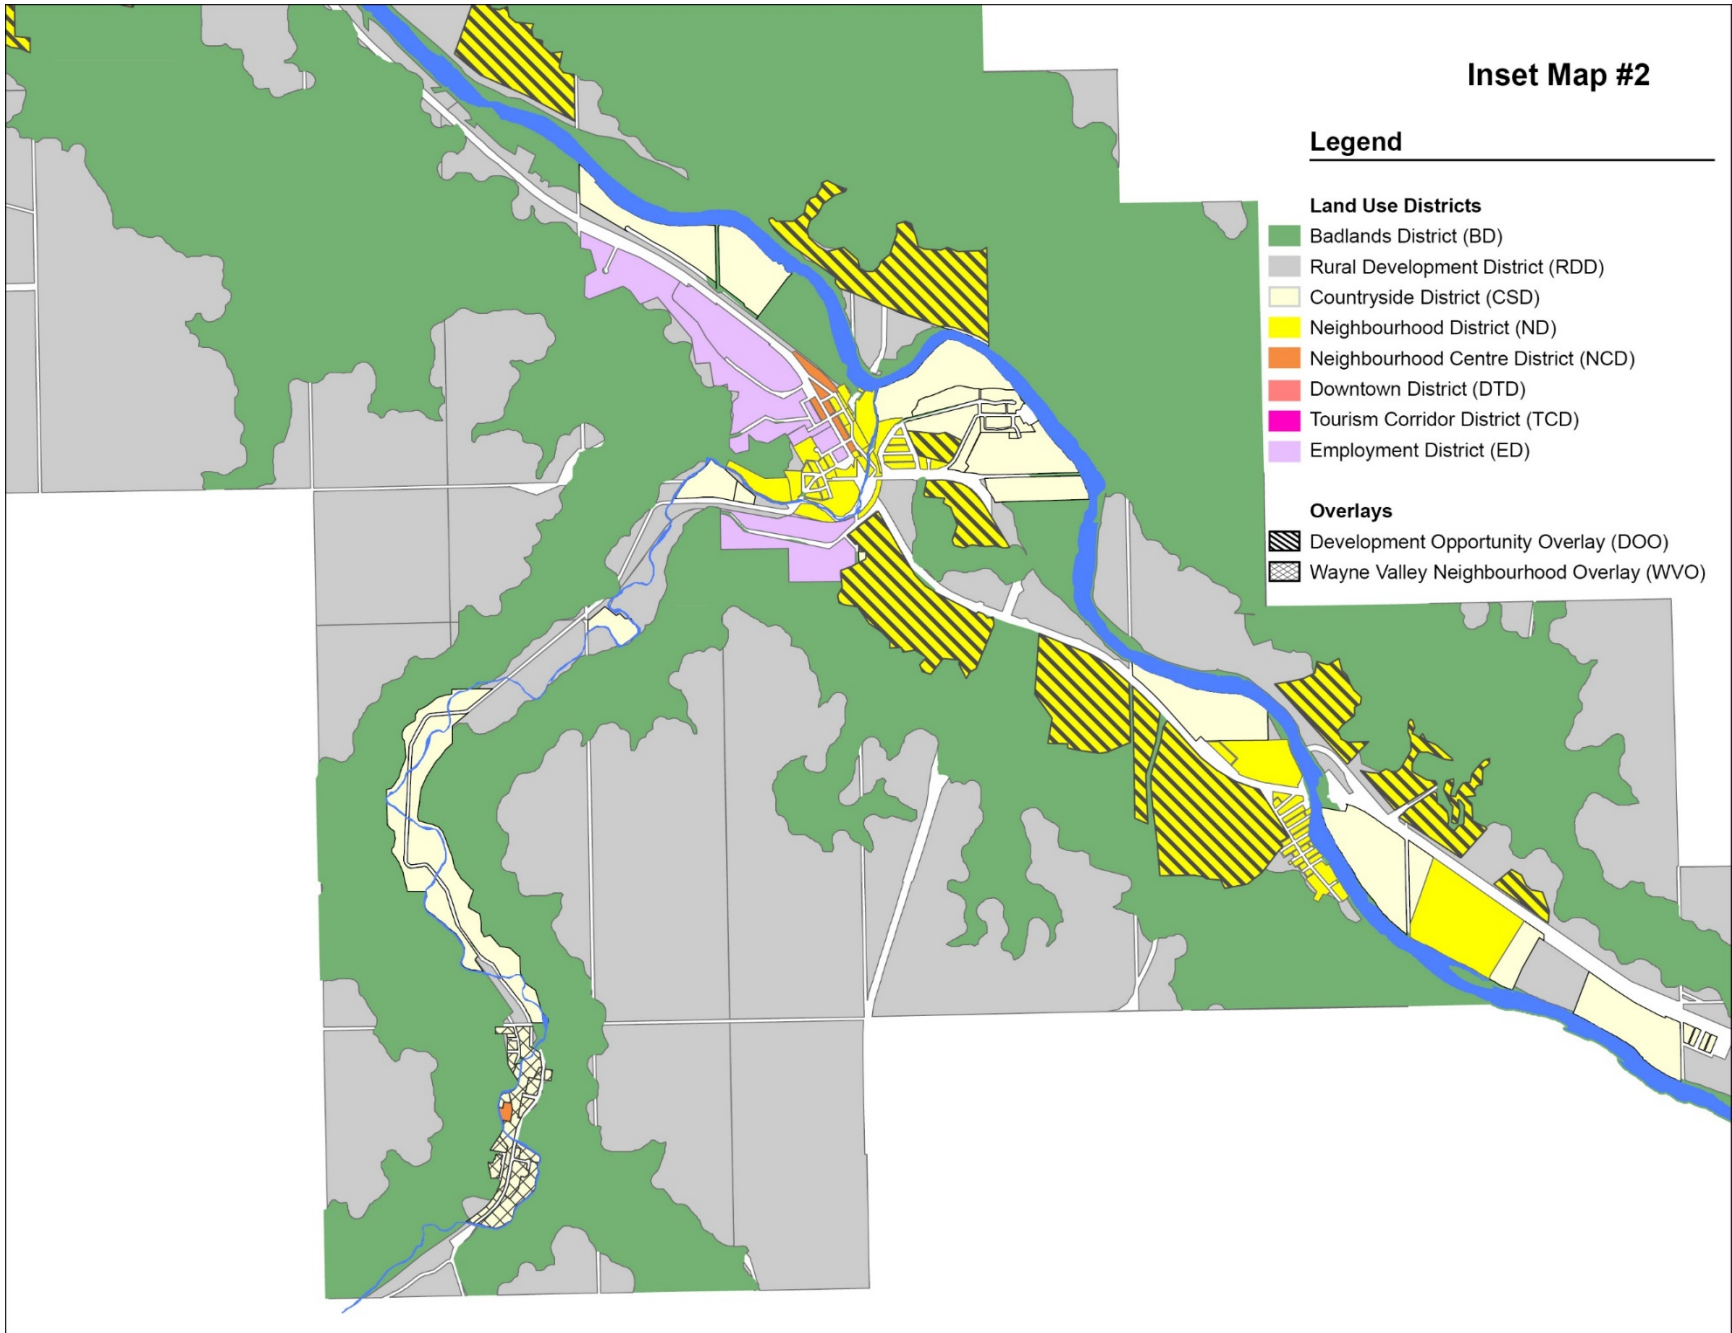 Inset Map #2
Legend
Land Use Districts
Badlands District (BD)
Rural Development District (RDD)
Countryside District (CSD)
Neighbourhood District (ND)
Neighbourhood Centre District (NCD)
Downtown District (DTD)
Tourism Corridor District (TCD)
Employment District (ED)
Overlays
Development Opportunity Overlay (DOO)
Wayne Valley Neighbourhood Overlay (WVO)